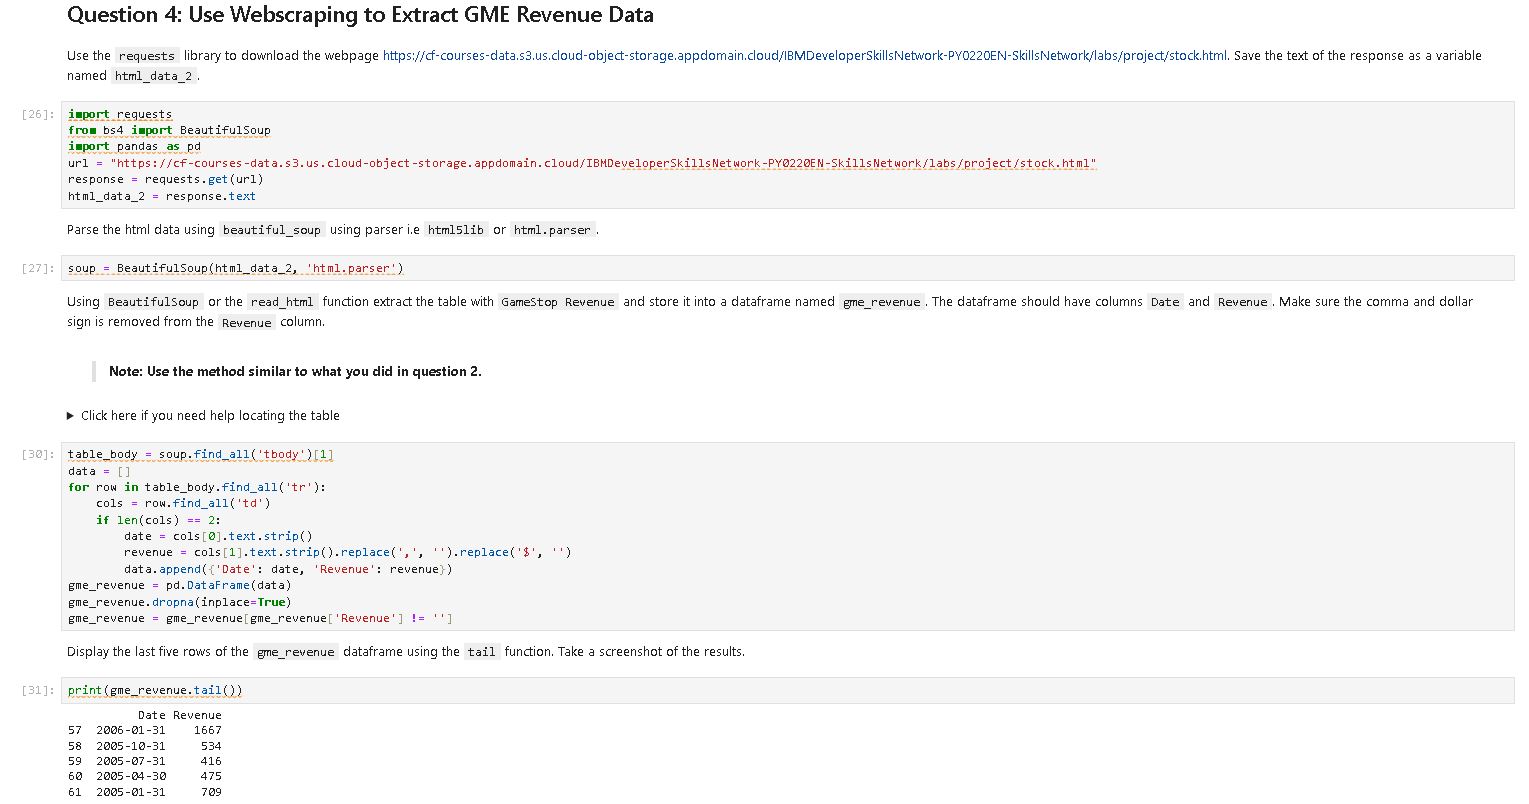 Question 4: Use Webscraping to Extract GME Revenue Data
Use the requests library to download the webpage https://cf-courses-data.s3.us.cloud-object-storage.appdomain.cloud/IBMDeveloperSkillsNetwork-PY0220EN-SkillsNetwork/labs/project/stock.html. Save the text of the response as a variable
named html_data_2.
[26]:
import requests
from bs4 import BeautifulSoup
import pandas as pd
url = "https://cf-courses-data.s3.us.cloud-object-storage.appdomain.cloud/IBMDeveloperSkillsNetwork-PY0220EN-SkillsNetwork/labs/project/stock.html"
response = requests.get(url)
html_data_2 = response.text
Parse the html data using beautiful_soup using parser i.e html5lib or html.parser.
[27]:
soup = BeautifulSoup(html_data_2, 'html.parser')
Using BeautifulSoup or the read_html function extract the table with GameStop Revenue and store it into a dataframe named gme_revenue. The dataframe should have columns Date and Revenue. Make sure the comma and dollar
sign is removed from the Revenue column.
Note: Use the method similar to what you did in question 2.
▶ Click here if you need help locating the table
[30]:
table_body = soup.find_all('tbody')[1]
data = []
for row in table_body.find_all('tr'):
    cols = row.find_all('td')
    if len(cols) == 2:
        date = cols[0].text.strip()
        revenue = cols[1].text.strip().replace(',', '').replace('$', '')
        data.append({'Date': date, 'Revenue': revenue})
gme_revenue = pd.DataFrame(data)
gme_revenue.dropna(inplace=True)
gme_revenue = gme_revenue[gme_revenue['Revenue'] != '']
Display the last five rows of the gme_revenue dataframe using the tail function. Take a screenshot of the results.
[31]:
print(gme_revenue.tail())
Date Revenue
57 2006-01-31 1667
58 2005-10-31 534
59 2005-07-31 416
60 2005-04-30 475
61 2005-01-31 709